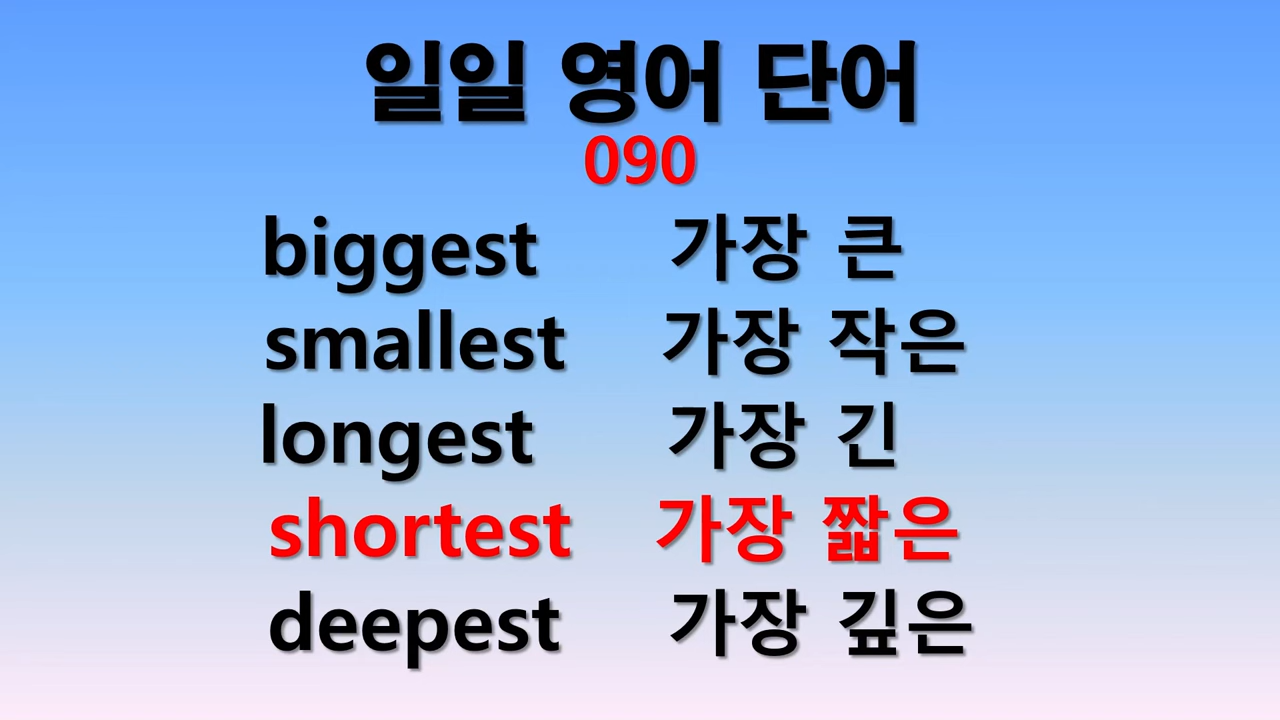 일일 영어 단어
090
biggest 가장 큰
smallest 가장 작은
longest 가장 긴
shortest 가장 짧은
deepest 가장 깊은